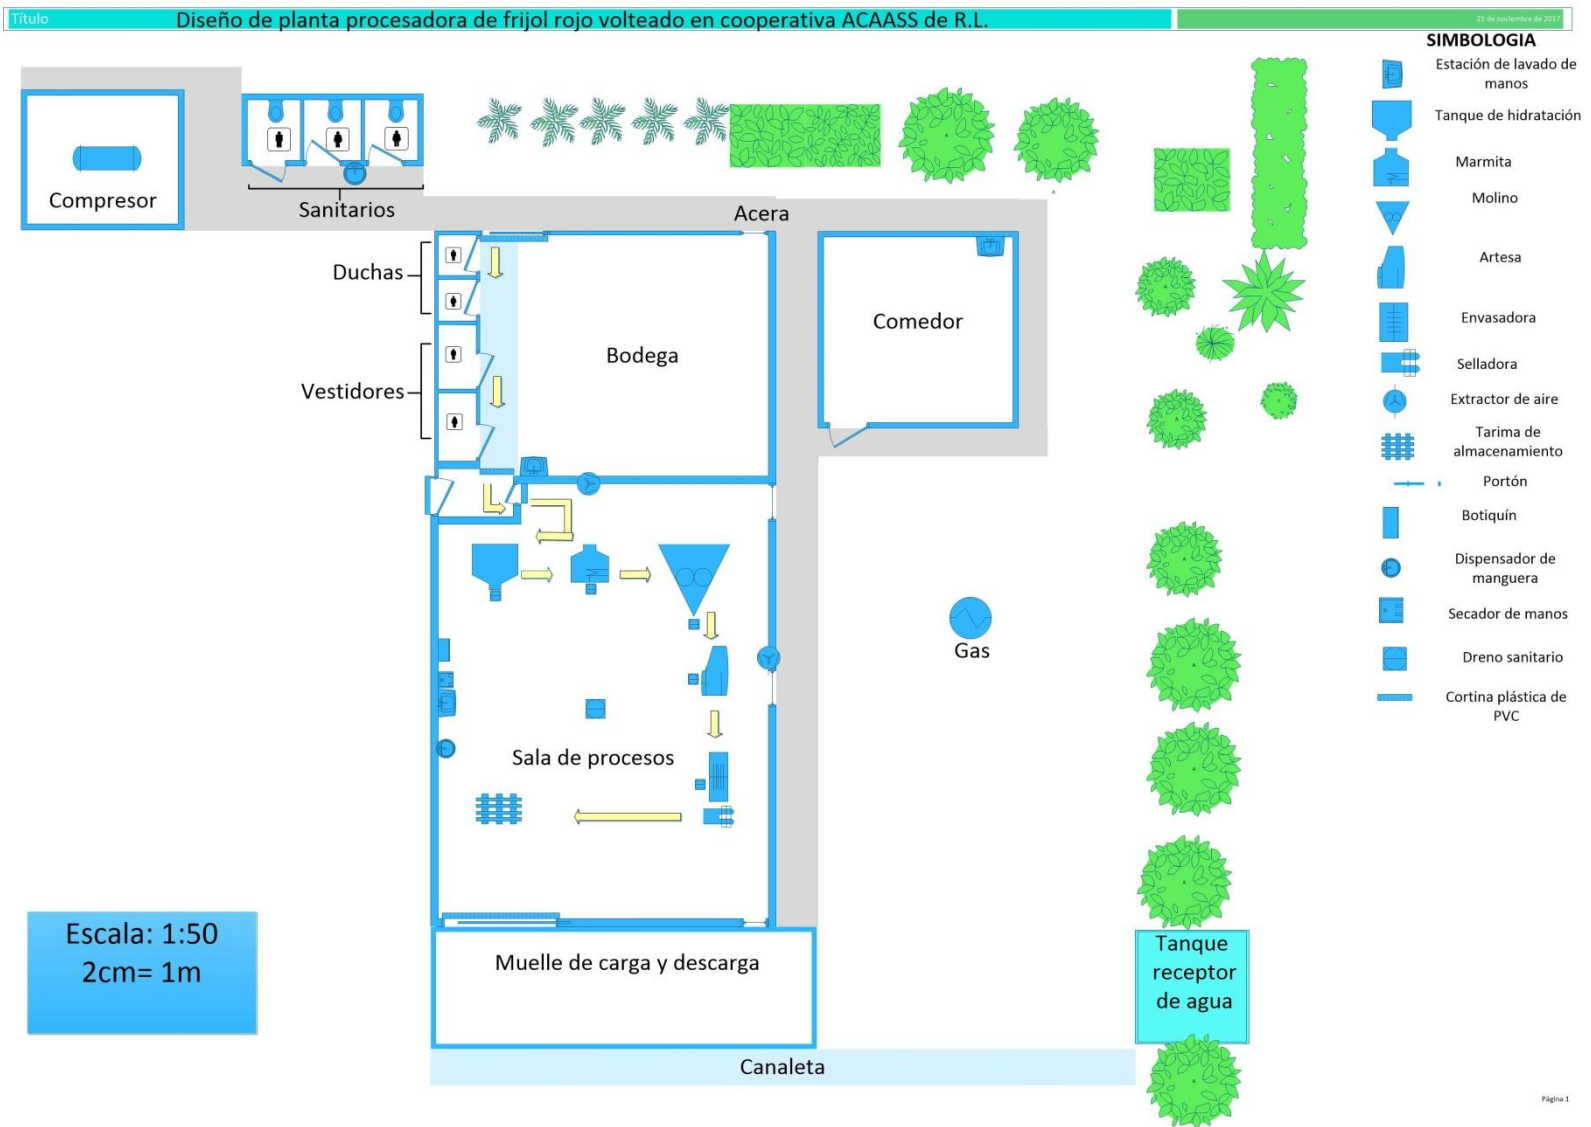 Título
Diseño de planta procesadora de frijol rojo volteado en cooperativa ACAASS de R.L.
21 de noviembre de 2017
SIMBOLOGIA
Estación de lavado de
manos
Tanque de hidratación
Marmita
Molino
Artesa
Envasadora
Selladora
Extractor de aire
Tarima de
almacenamiento
Portón
Botiquín
Dispensador de
manguera
Secador de manos
Dreno sanitario
Cortina plástica de
PVC
Compresor
Sanitarios
Acera
Duchas
Vestidores
Bodega
Comedor
Gas
Sala de procesos
Escala: 1:50
2cm= 1m
Muelle de carga y descarga
Tanque
receptor
de agua
Canaleta
Página 1